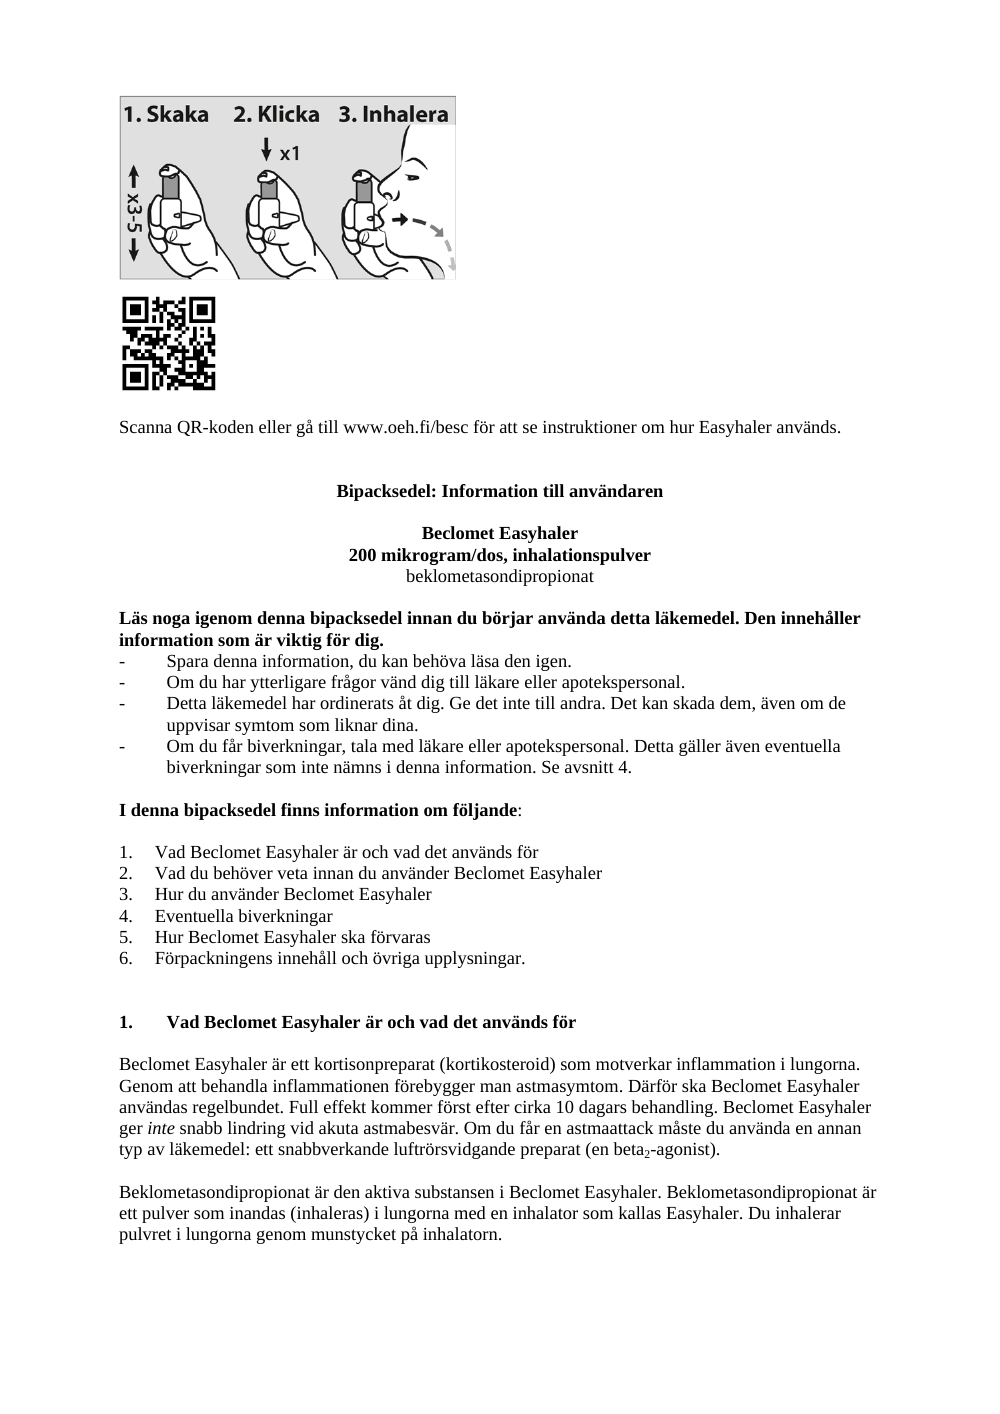 1. Skaka 2. Klicka 3. Inhalera
x1
x3-5
Scanna QR-koden eller gå till www.oeh.fi/besc för att se instruktioner om hur Easyhaler används.
Bipacksedel: Information till användaren
Beclomet Easyhaler
200 mikrogram/dos, inhalationspulver
beklometasondipropionat
Läs noga igenom denna bipacksedel innan du börjar använda detta läkemedel. Den innehåller
information som är viktig för dig.
- Spara denna information, du kan behöva läsa den igen.
- Om du har ytterligare frågor vänd dig till läkare eller apotekspersonal.
- Detta läkemedel har ordinerats åt dig. Ge det inte till andra. Det kan skada dem, även om de
uppvisar symtom som liknar dina.
- Om du får biverkningar, tala med läkare eller apotekspersonal. Detta gäller även eventuella
biverkningar som inte nämns i denna information. Se avsnitt 4.
I denna bipacksedel finns information om följande:
1. Vad Beclomet Easyhaler är och vad det används för
2. Vad du behöver veta innan du använder Beclomet Easyhaler
3. Hur du använder Beclomet Easyhaler
4. Eventuella biverkningar
5. Hur Beclomet Easyhaler ska förvaras
6. Förpackningens innehåll och övriga upplysningar.
1. Vad Beclomet Easyhaler är och vad det används för
Beclomet Easyhaler är ett kortisonpreparat (kortikosteroid) som motverkar inflammation i lungorna.
Genom att behandla inflammationen förebygger man astmasymtom. Därför ska Beclomet Easyhaler
användas regelbundet. Full effekt kommer först efter cirka 10 dagars behandling. Beclomet Easyhaler
ger inte snabb lindring vid akuta astmabesvär. Om du får en astmaattack måste du använda en annan
typ av läkemedel: ett snabbverkande luftrörsvidgande preparat (en beta2-agonist).
Beklometasondipropionat är den aktiva substansen i Beclomet Easyhaler. Beklometasondipropionat är
ett pulver som inandas (inhaleras) i lungorna med en inhalator som kallas Easyhaler. Du inhalerar
pulvret i lungorna genom munstycket på inhalatorn.